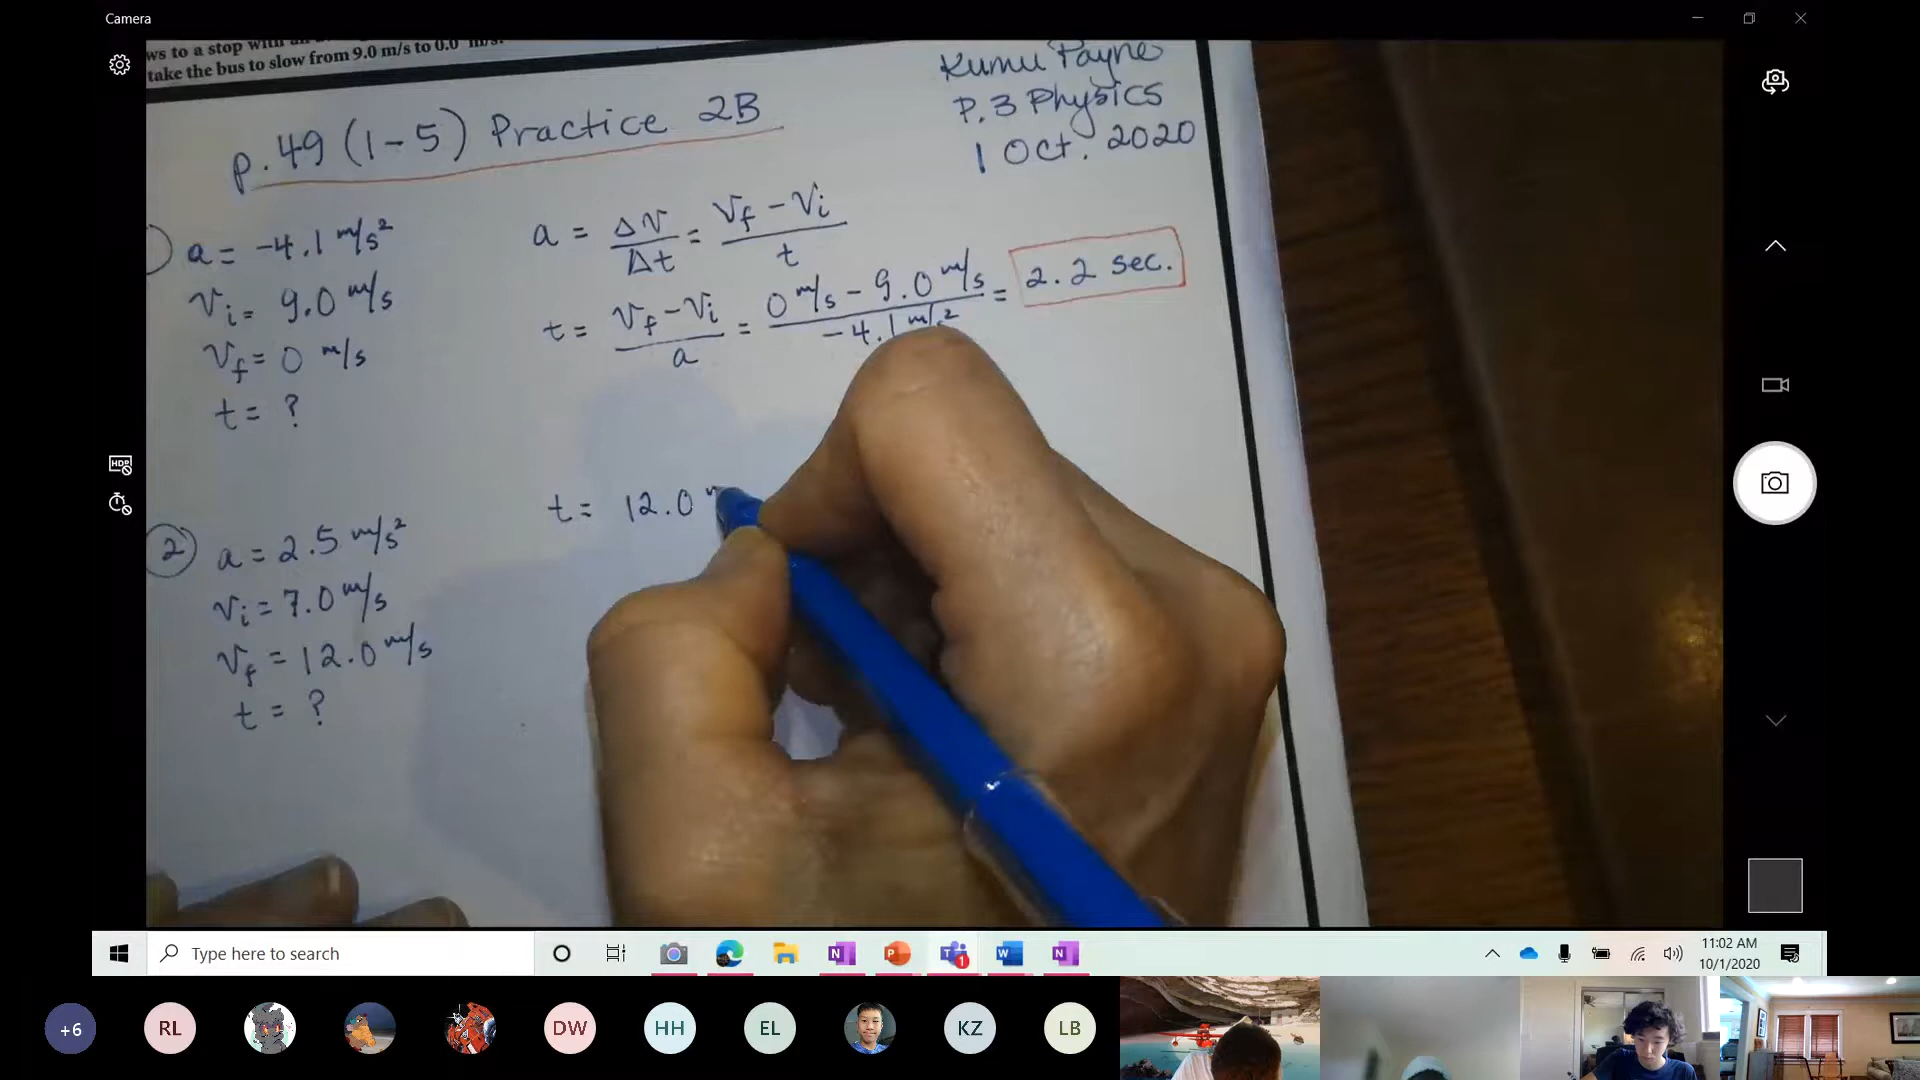 Camera
ws to a stop with an
take the bus to slow from 9.0 m/s to 0.0 m/s.
Kumu Payne
P.3 Physics
1 Oct. 2020
p.49 (1-5) Practice 2B
a = -4.1 m/s²
vi = 9.0 m/s
vf = 0 m/s
t = ?
a = Δv/Δt = vf - vi / t
t = vf - vi / a = 0 m/s - 9.0 m/s / -4.1 m/s² = 2.2 sec.
2 a = 2.5 m/s²
vi = 7.0 m/s
vf = 12.0 m/s
t = ?
t = 12.0
HDR
Type here to search
1
11:02 AM
10/1/2020
+6 RL DW HH EL KZ LB